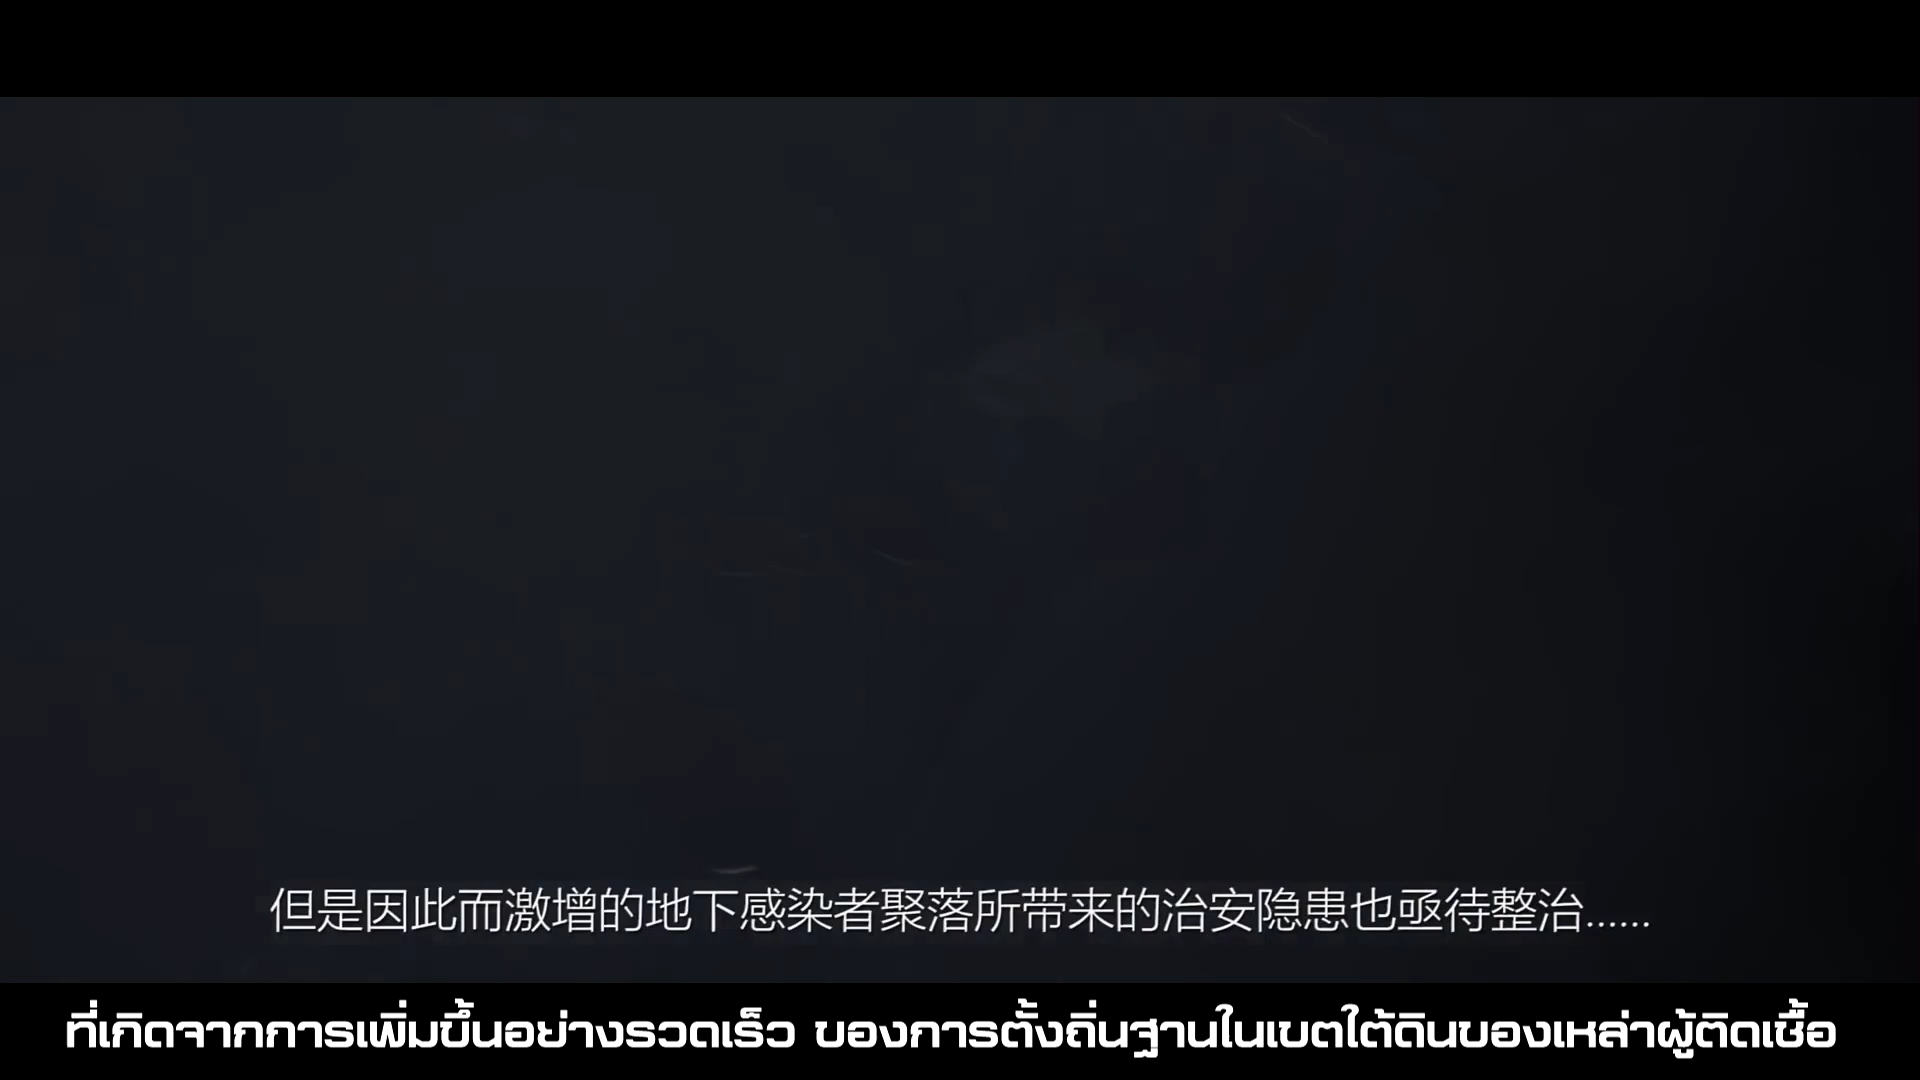 但是因此而激增的地下感染者聚落所带来的治安隐患也亟待整治......
ที่เกิดจากการเพิ่มขึ้นอย่างรวดเร็ว ของการตั้งถิ่นฐานในเขตใต้ดินของเหล่าผู้ติดเชื้อ